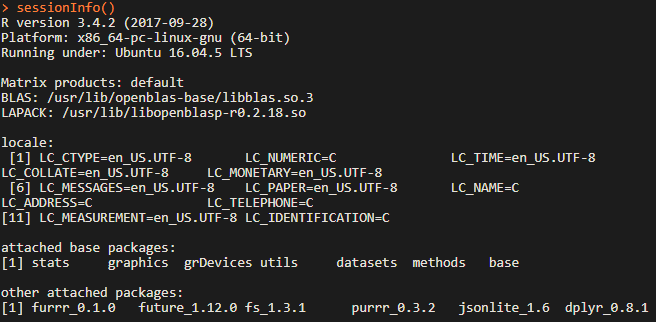 > sessionInfo()
R version 3.4.2 (2017-09-28)
Platform: x86_64-pc-linux-gnu (64-bit)
Running under: Ubuntu 16.04.5 LTS
Matrix products: default
BLAS: /usr/lib/openblas-base/libblas.so.3
LAPACK: /usr/lib/libopenblasp-r0.2.18.so
locale:
[1] LC_CTYPE=en_US.UTF-8 LC_NUMERIC=C LC_TIME=en_US.UTF-8
LC_COLLATE=en_US.UTF-8 LC_MONETARY=en_US.UTF-8
[6] LC_MESSAGES=en_US.UTF-8 LC_PAPER=en_US.UTF-8 LC_NAME=C
LC_ADDRESS=C LC_TELEPHONE=C
[11] LC_MEASUREMENT=en_US.UTF-8 LC_IDENTIFICATION=C
attached base packages:
[1] stats graphics grDevices utils datasets methods base
other attached packages:
[1] furrr_0.1.0 future_1.12.0 fs_1.3.1 purrr_0.3.2 jsonlite_1.6 dplyr_0.8.1